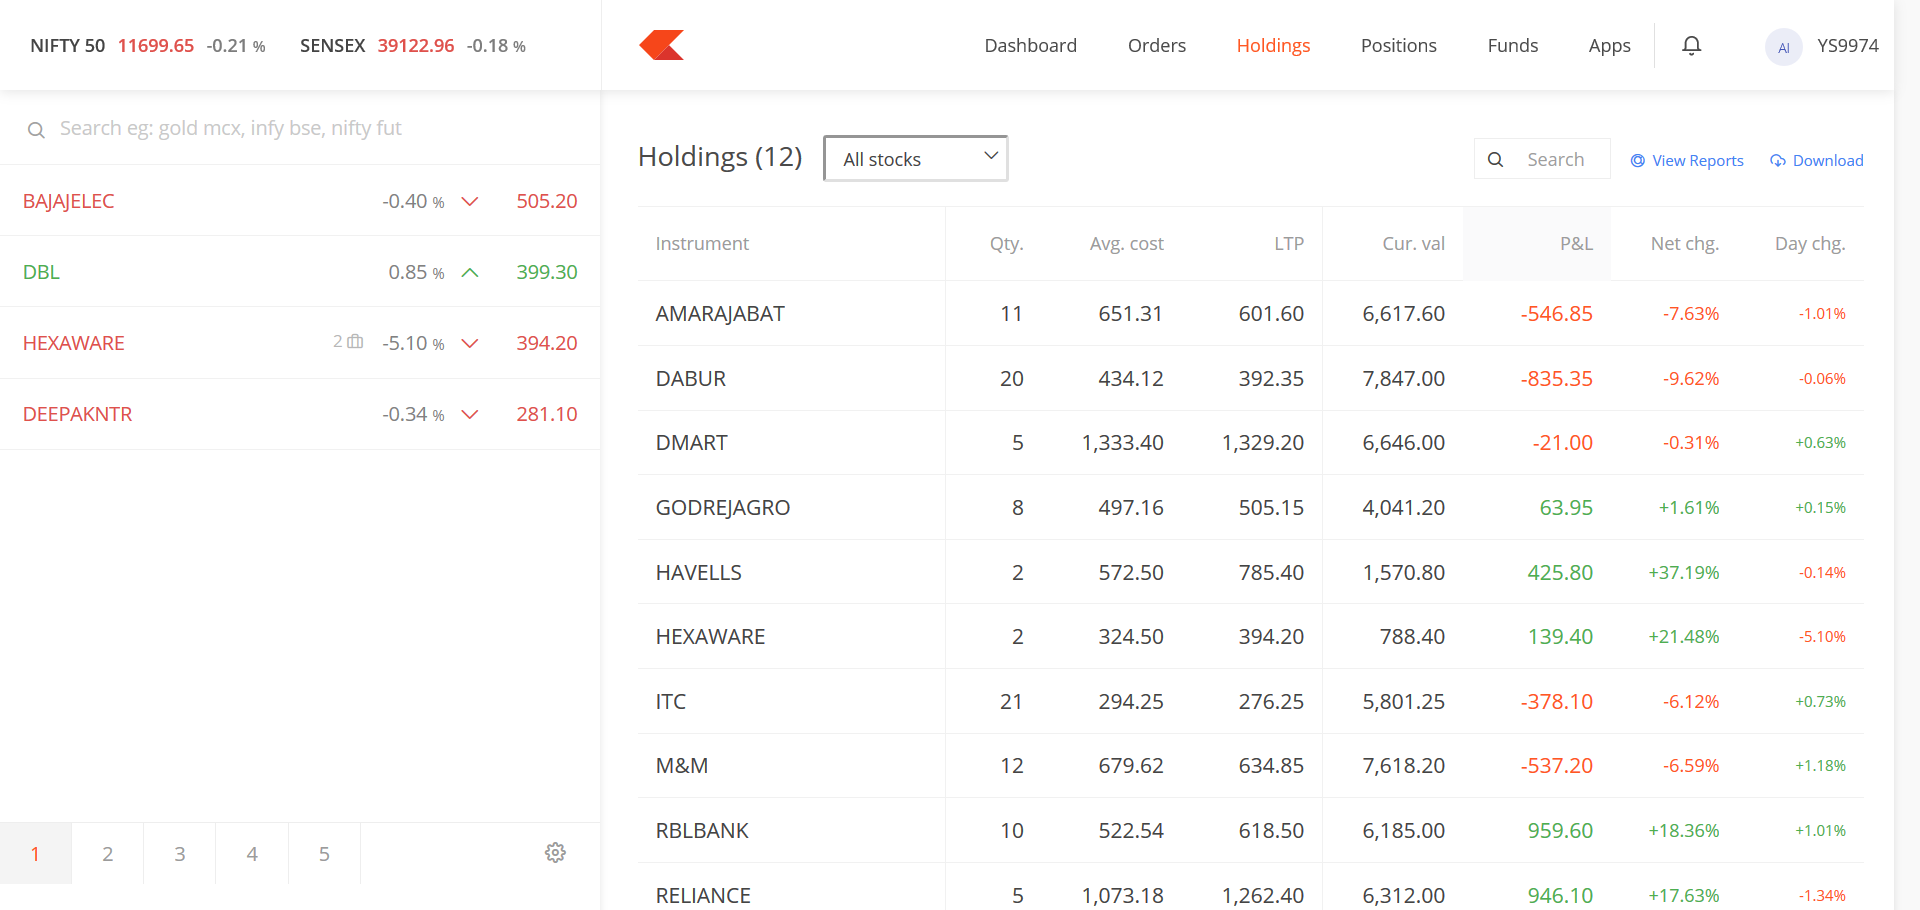 NIFTY 50 11699.65 -0.21 % SENSEX 39122.96 -0.18 %
Dashboard Orders Holdings Positions Funds Apps AI YS9974
Search eg: gold mcx, infy bse, nifty fut
BAJAJELEC -0.40 % 505.20
DBL 0.85 % 399.30
HEXAWARE 2 -5.10 % 394.20
DEEPAKNTR -0.34 % 281.10
1 2 3 4 5
Holdings (12) All stocks Search View Reports Download
Instrument Qty. Avg. cost LTP Cur. val P&L Net chg. Day chg.
AMARAJABAT 11 651.31 601.60 6,617.60 -546.85 -7.63% -1.01%
DABUR 20 434.12 392.35 7,847.00 -835.35 -9.62% -0.06%
DMART 5 1,333.40 1,329.20 6,646.00 -21.00 -0.31% +0.63%
GODREJAGRO 8 497.16 505.15 4,041.20 63.95 +1.61% +0.15%
HAVELLS 2 572.50 785.40 1,570.80 425.80 +37.19% -0.14%
HEXAWARE 2 324.50 394.20 788.40 139.40 +21.48% -5.10%
ITC 21 294.25 276.25 5,801.25 -378.10 -6.12% +0.73%
M&M 12 679.62 634.85 7,618.20 -537.20 -6.59% +1.18%
RBLBANK 10 522.54 618.50 6,185.00 959.60 +18.36% +1.01%
RELIANCE 5 1,073.18 1,262.40 6,312.00 946.10 +17.63% -1.34%